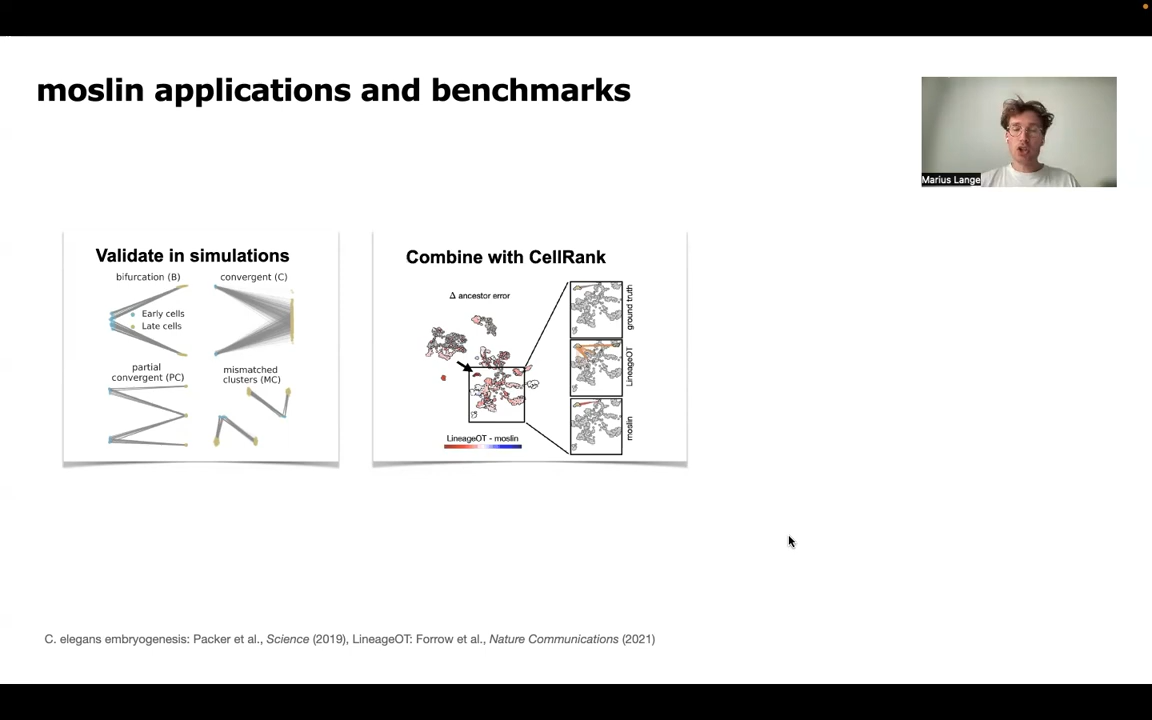 moslin applications and benchmarks
Marius Lange
Validate in simulations
bifurcation (B)
convergent (C)
Early cells
Late cells
partial
convergent (PC)
mismatched
clusters (MC)
Combine with CellRank
Δ ancestor error
ground truth
LineageOT
moslin
LineageOT - moslin
C. elegans embryogenesis: Packer et al., Science (2019), LineageOT: Forrow et al., Nature Communications (2021)